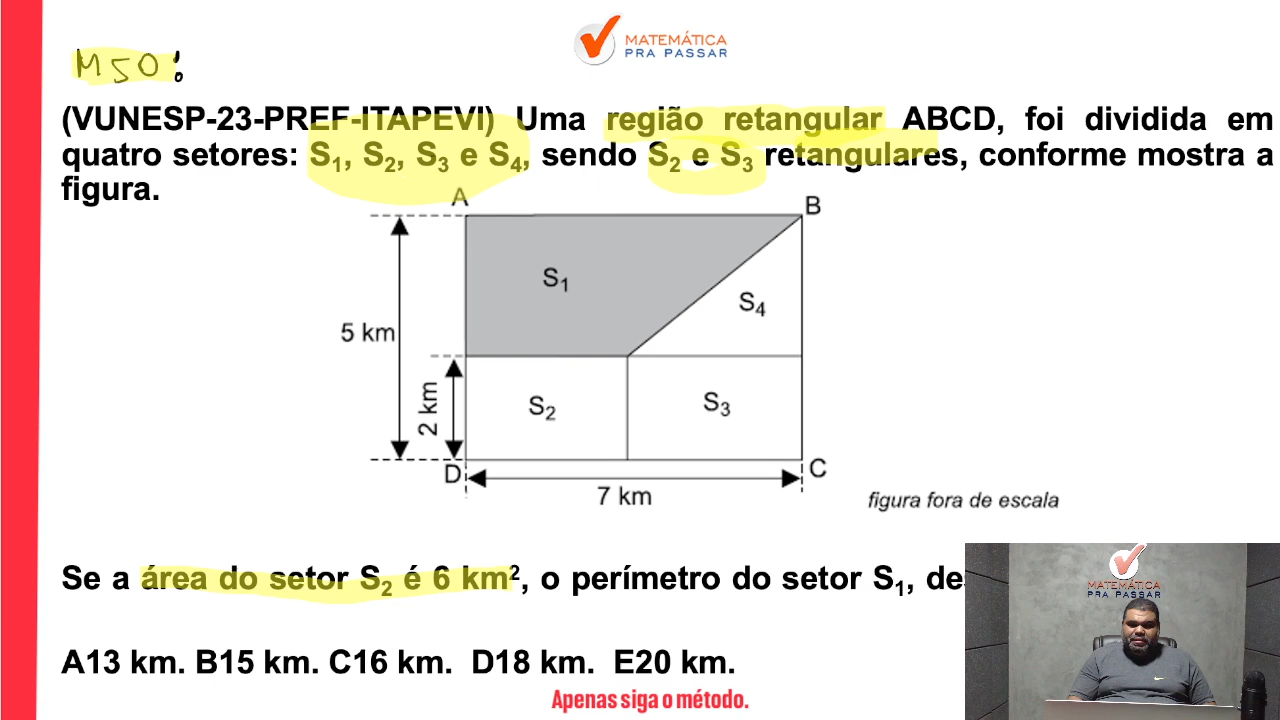 MATEMÁTICA
PRA PASSAR
M50!
(VUNESP-23-PREF-ITAPEVI) Uma região retangular ABCD, foi dividida em
quatro setores: S₁, S₂, S₃ e S₄, sendo S₂ e S₃ retangulares, conforme mostra a
figura.
A
B
S₁
S₄
5 km
2 km
S₂
S₃
D
C
7 km
figura fora de escala
Se a área do setor S₂ é 6 km², o perímetro do setor S₁,
MATEMÁTICA
PRA PASSAR
A13 km. B15 km. C16 km. D18 km. E20 km.
Apenas siga o método.